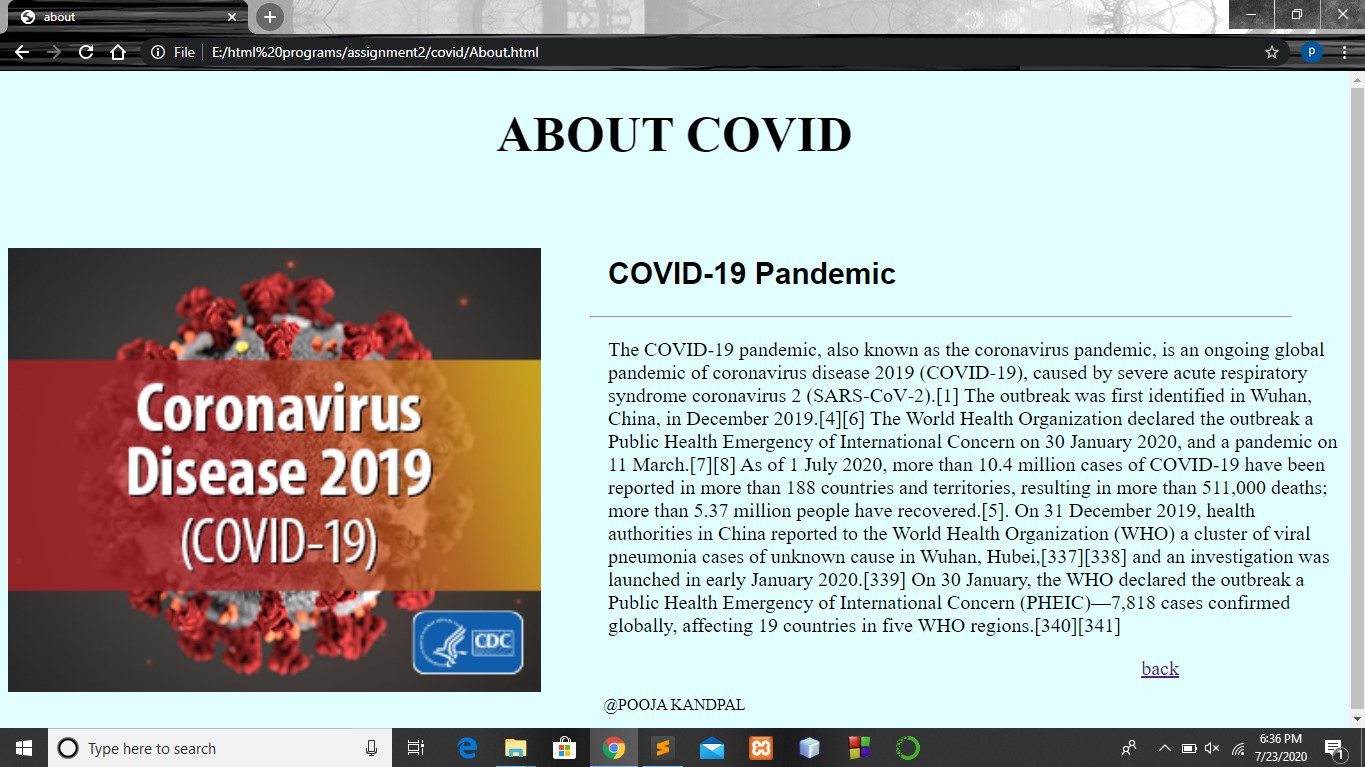 about
File
E:/html%20programs/assignment2/covid/About.html
p
ABOUT COVID
Coronavirus
Disease 2019
(COVID-19)
CDC
COVID-19 Pandemic
The COVID-19 pandemic, also known as the coronavirus pandemic, is an ongoing global
pandemic of coronavirus disease 2019 (COVID-19), caused by severe acute respiratory
syndrome coronavirus 2 (SARS-CoV-2).[1] The outbreak was first identified in Wuhan,
China, in December 2019.[4][6] The World Health Organization declared the outbreak a
Public Health Emergency of International Concern on 30 January 2020, and a pandemic on
11 March.[7][8] As of 1 July 2020, more than 10.4 million cases of COVID-19 have been
reported in more than 188 countries and territories, resulting in more than 511,000 deaths;
more than 5.37 million people have recovered.[5]. On 31 December 2019, health
authorities in China reported to the World Health Organization (WHO) a cluster of viral
pneumonia cases of unknown cause in Wuhan, Hubei,[337][338] and an investigation was
launched in early January 2020.[339] On 30 January, the WHO declared the outbreak a
Public Health Emergency of International Concern (PHEIC)—7,818 cases confirmed
globally, affecting 19 countries in five WHO regions.[340][341]
back
@POOJA KANDPAL
Type here to search
6:36 PM
7/23/2020
1